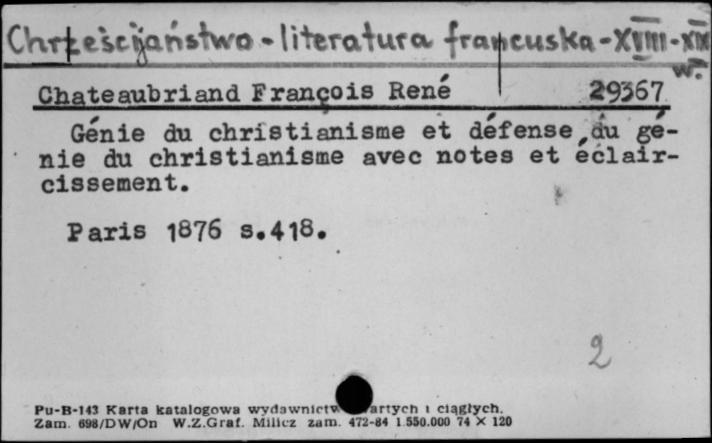 Chrześcijaństwo - literatura francuska - XVIII - XIX w.
Chateaubriand François René 29367
Génie du christianisme et défense du gé-
nie du christianisme avec notes et éclair-
cissement.
Paris 1876 s.418.
2
Pu-B-143 Karta katalogowa wydawnictw artych i ciągłych.
Zam. 698/DW/On W.Z.Graf. Milicz zam. 472-84 1.550.000 74 × 120